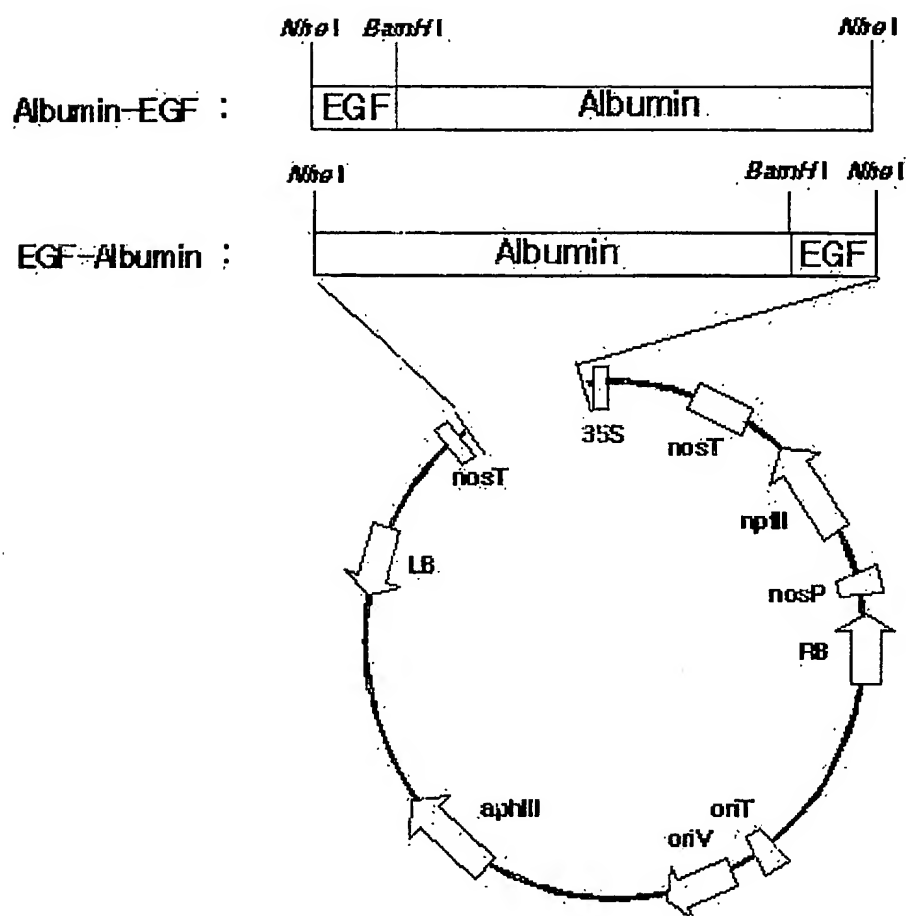 NheI BamHI NheI
Albumin-EGF :
EGF Albumin
NheI BamHI NheI
EGF-Albumin :
Albumin EGF
35S
nosT
nosT
nptII
LB
nosP
RB
aphIII
oriT
oriV